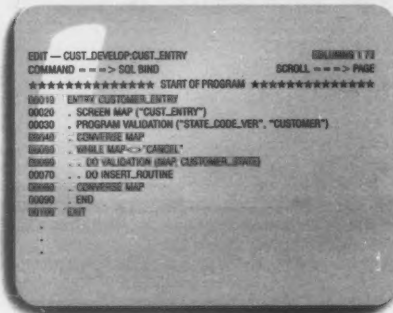 EDIT — CUST_DEVELOP:CUST_ENTRY COLUMNS 1 73
COMMAND = = = > SQL BIND SCROLL = = = > PAGE
************** START OF PROGRAM **************
00010 ENTRY CUSTOMER_ENTRY
00020 . SCREEN MAP ("CUST_ENTRY")
00030 . PROGRAM VALIDATION ("STATE_CODE_VER", "CUSTOMER")
00040 . CONVERSE MAP
00050 . WHILE MAP<>"CANCEL"
00060 . . DO VALIDATION (MAP, CUSTOMER_STATE)
00070 . . DO INSERT_ROUTINE
00080 . CONVERSE MAP
00090 . END
00100 EXIT
.
.
.